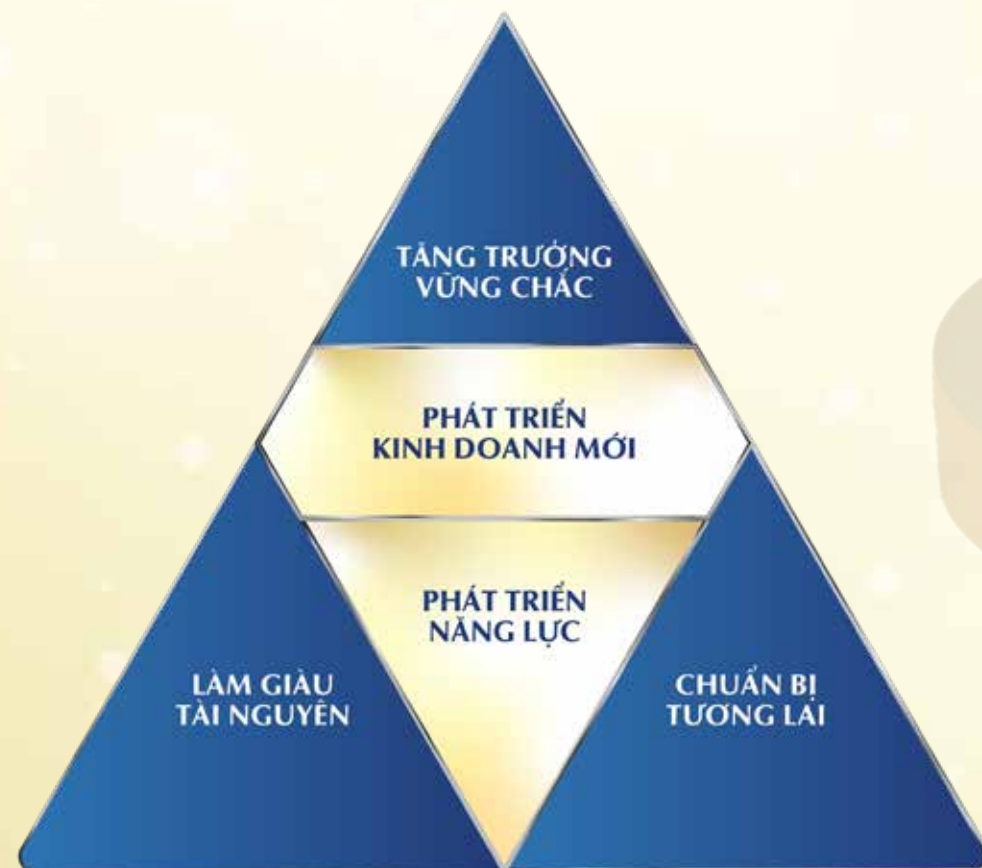 TĂNG TRƯỞNG
VỮNG CHẮC
PHÁT TRIỂN
KINH DOANH MỚI
PHÁT TRIỂN
NĂNG LỰC
LÀM GIÀU
TÀI NGUYÊN
CHUẨN BỊ
TƯƠNG LAI